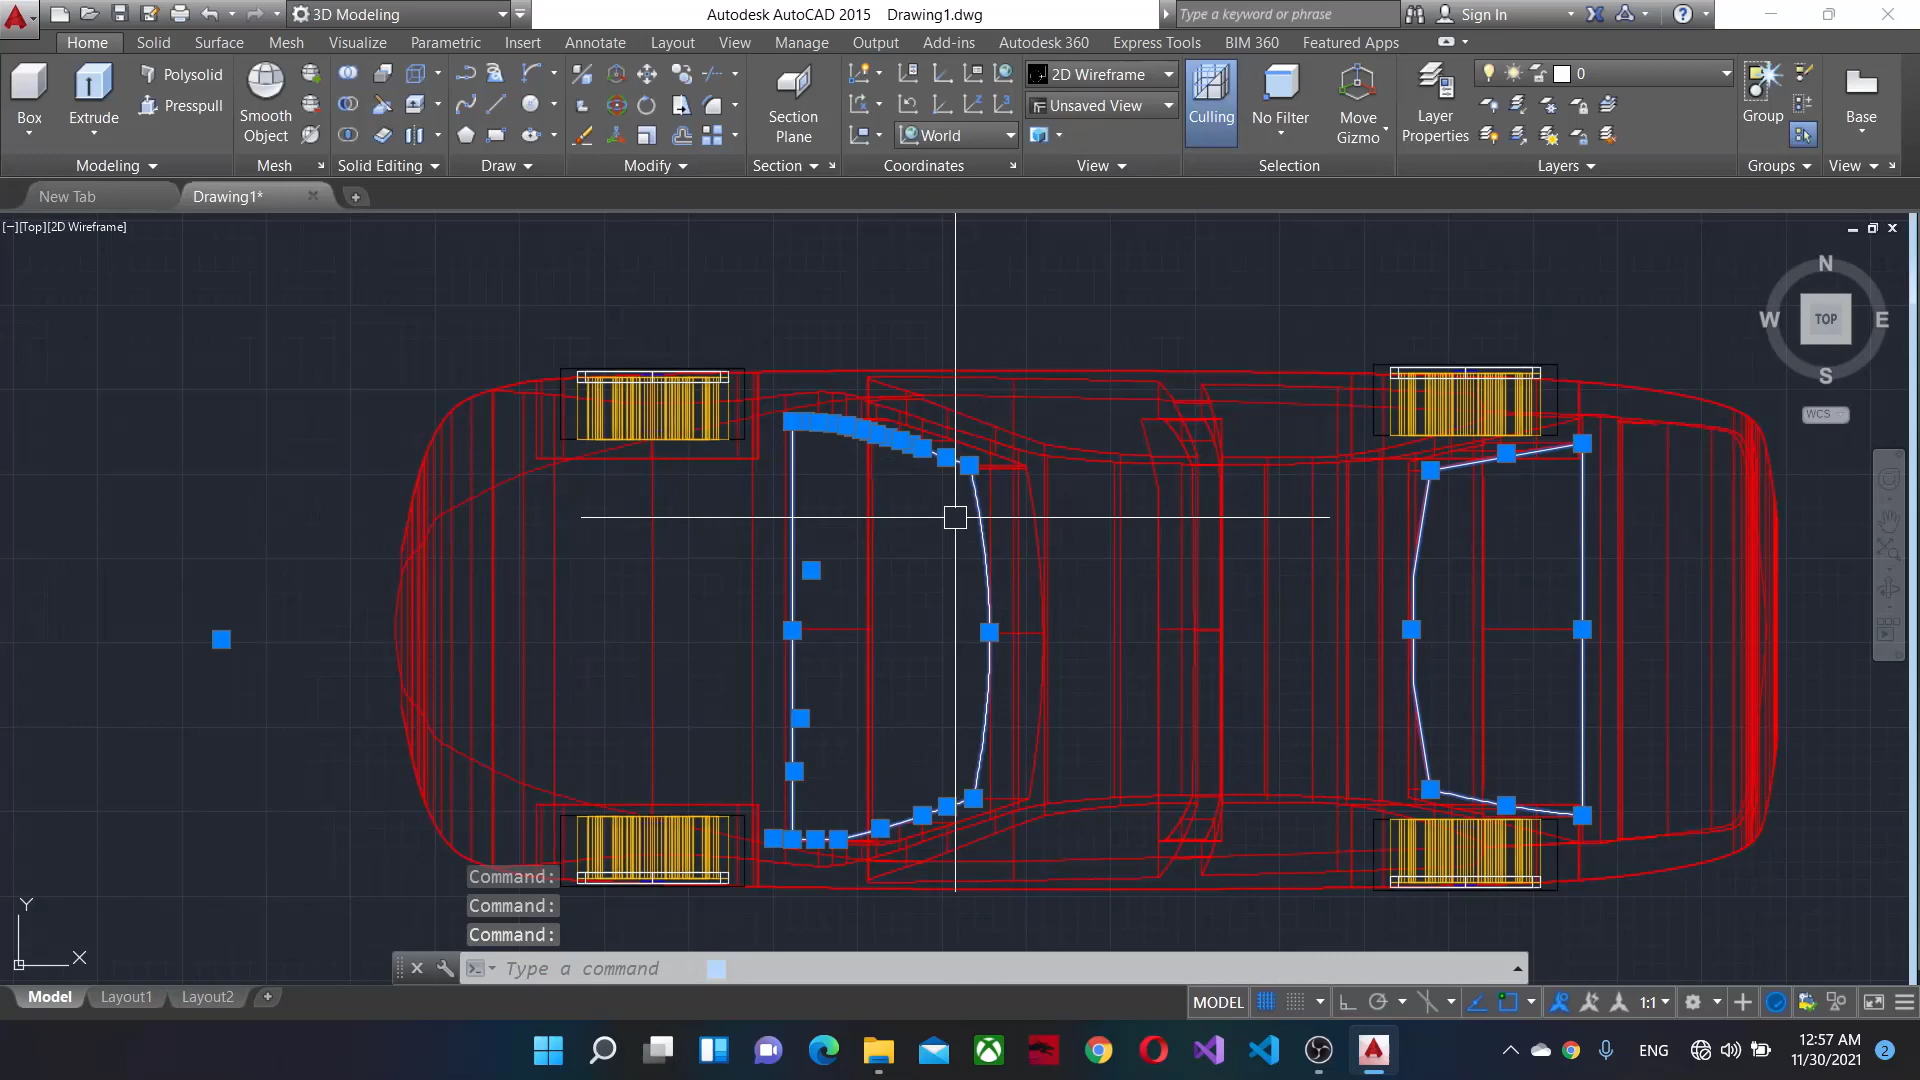 3D Modeling
Autodesk AutoCAD 2015 Drawing1.dwg
Type a keyword or phrase
Sign In
Home Solid Surface Mesh Visualize Parametric Insert Annotate Layout View Manage Output Add-ins Autodesk 360 Express Tools BIM 360 Featured Apps
Box
Extrude
Polysolid
Presspull
Smooth
Object
Section
Plane
World
2D Wireframe
Unsaved View
Culling
No Filter
Move
Gizmo
Layer
Properties
0
Group
Base
Modeling Mesh Solid Editing Draw Modify Section Coordinates View Selection Layers Groups View
New Tab
Drawing1*
[−][Top][2D Wireframe]
N
W
TOP
E
S
WCS
Y
X
Command:
Command:
Command:
Type a command
Model Layout1 Layout2
MODEL
1:1
ENG
12:57 AM
11/30/2021
2